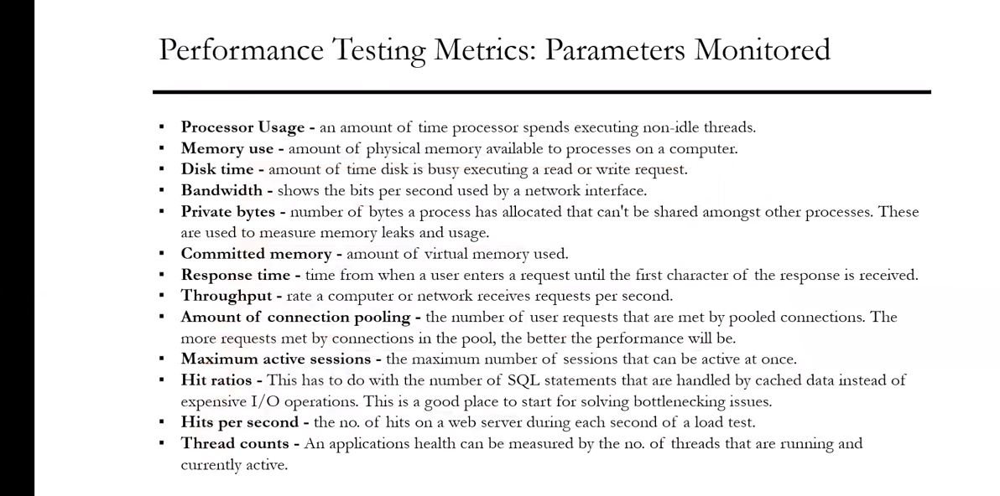 Performance Testing Metrics: Parameters Monitored
▪ Processor Usage - an amount of time processor spends executing non-idle threads.
▪ Memory use - amount of physical memory available to processes on a computer.
▪ Disk time - amount of time disk is busy executing a read or write request.
▪ Bandwidth - shows the bits per second used by a network interface.
▪ Private bytes - number of bytes a process has allocated that can't be shared amongst other processes. These
are used to measure memory leaks and usage.
▪ Committed memory - amount of virtual memory used.
▪ Response time - time from when a user enters a request until the first character of the response is received.
▪ Throughput - rate a computer or network receives requests per second.
▪ Amount of connection pooling - the number of user requests that are met by pooled connections. The
more requests met by connections in the pool, the better the performance will be.
▪ Maximum active sessions - the maximum number of sessions that can be active at once.
▪ Hit ratios - This has to do with the number of SQL statements that are handled by cached data instead of
expensive I/O operations. This is a good place to start for solving bottlenecking issues.
▪ Hits per second - the no. of hits on a web server during each second of a load test.
▪ Thread counts - An applications health can be measured by the no. of threads that are running and
currently active.